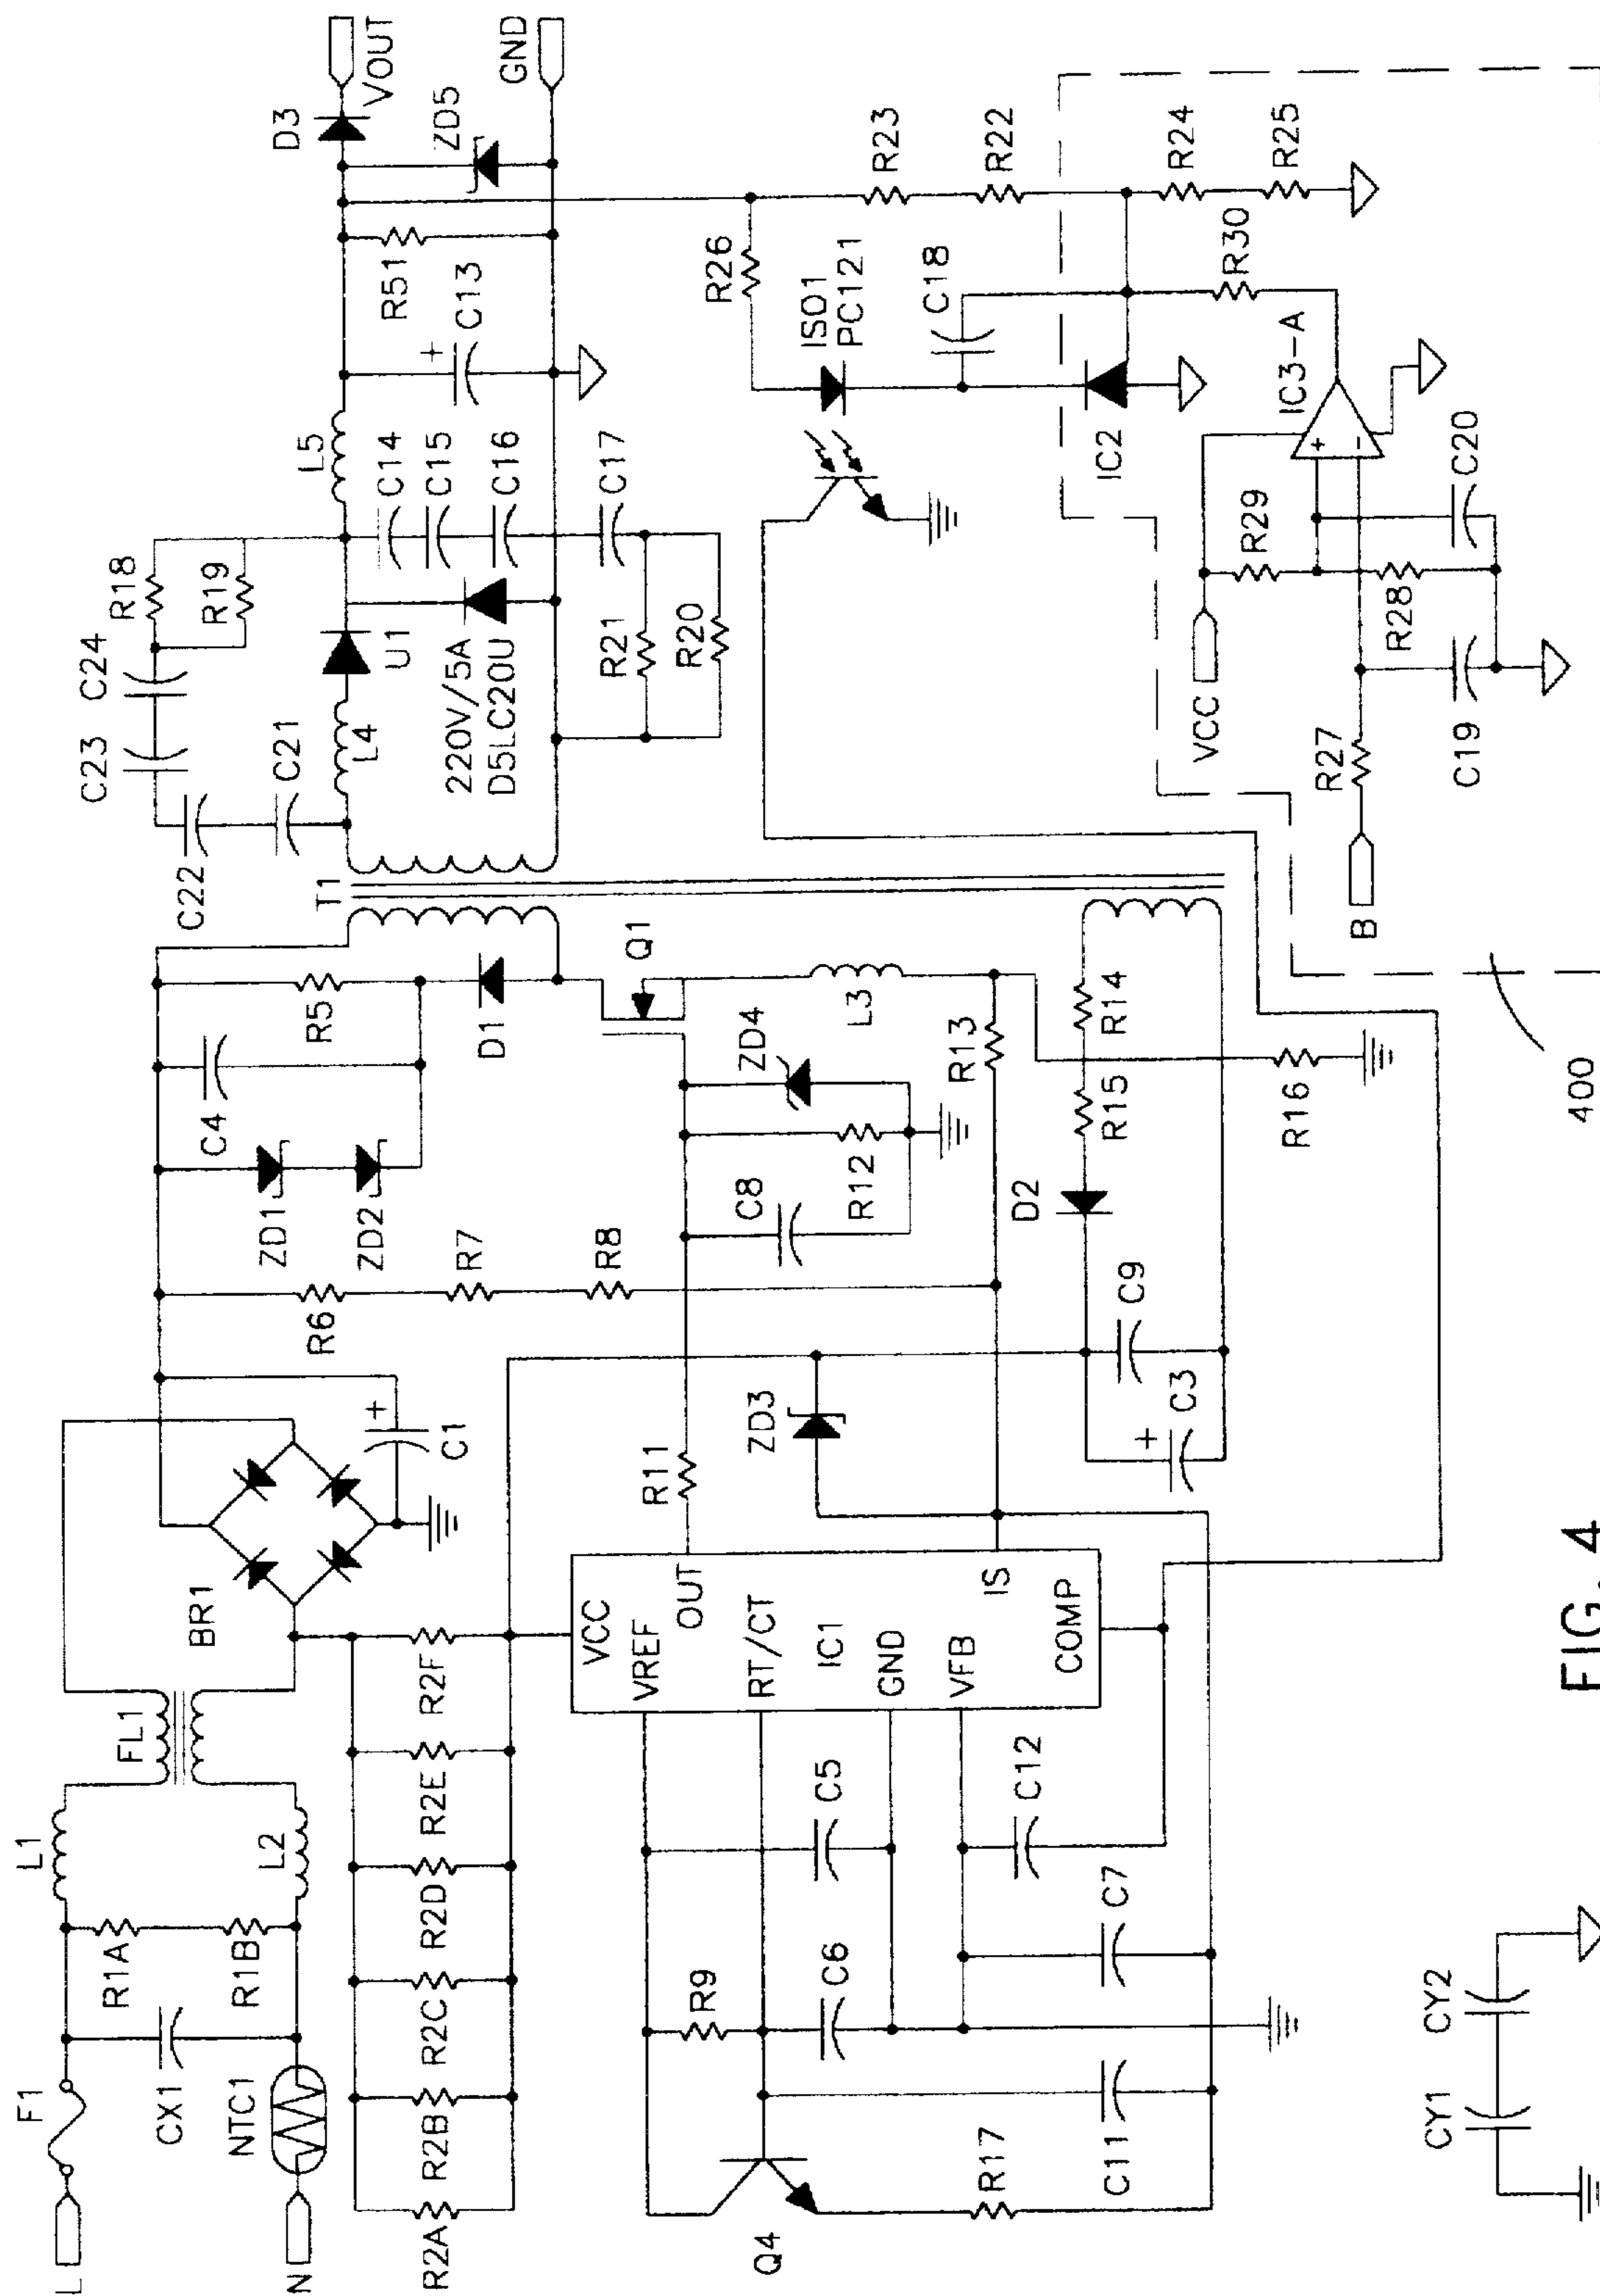 L
F1
L1
FL1
CX1
R1A
R1B
L2
NTC1
N
BR1
C1
R2A
R2B
R2C
R2D
R2E
R2F
R6
R7
R8
ZD1
ZD2
C4
R5
D1
T1
C22
C23
C24
C21
R18
R19
L4
U1
220V/5A
D5LC20U
L5
C14
C15
C16
C17
R21
R20
C13
+
R51
ZD5
D3
VOUT
GND
Q1
ZD4
L3
R12
C8
R11
R13
VCC
VREF
OUT
RT/CT
IC1
GND
IS
VFB
COMP
ZD3
D2
R15
R14
C9
C3
+
+
R16
R9
C5
C6
C12
C7
Q4
R17
C11
R26
ISO1
PC121
C18
R23
R22
R24
R25
R30
IC2
IC3-A
+
-
VCC
R29
R28
C20
R27
C19
B
400
CY1
CY2
FIG. 4